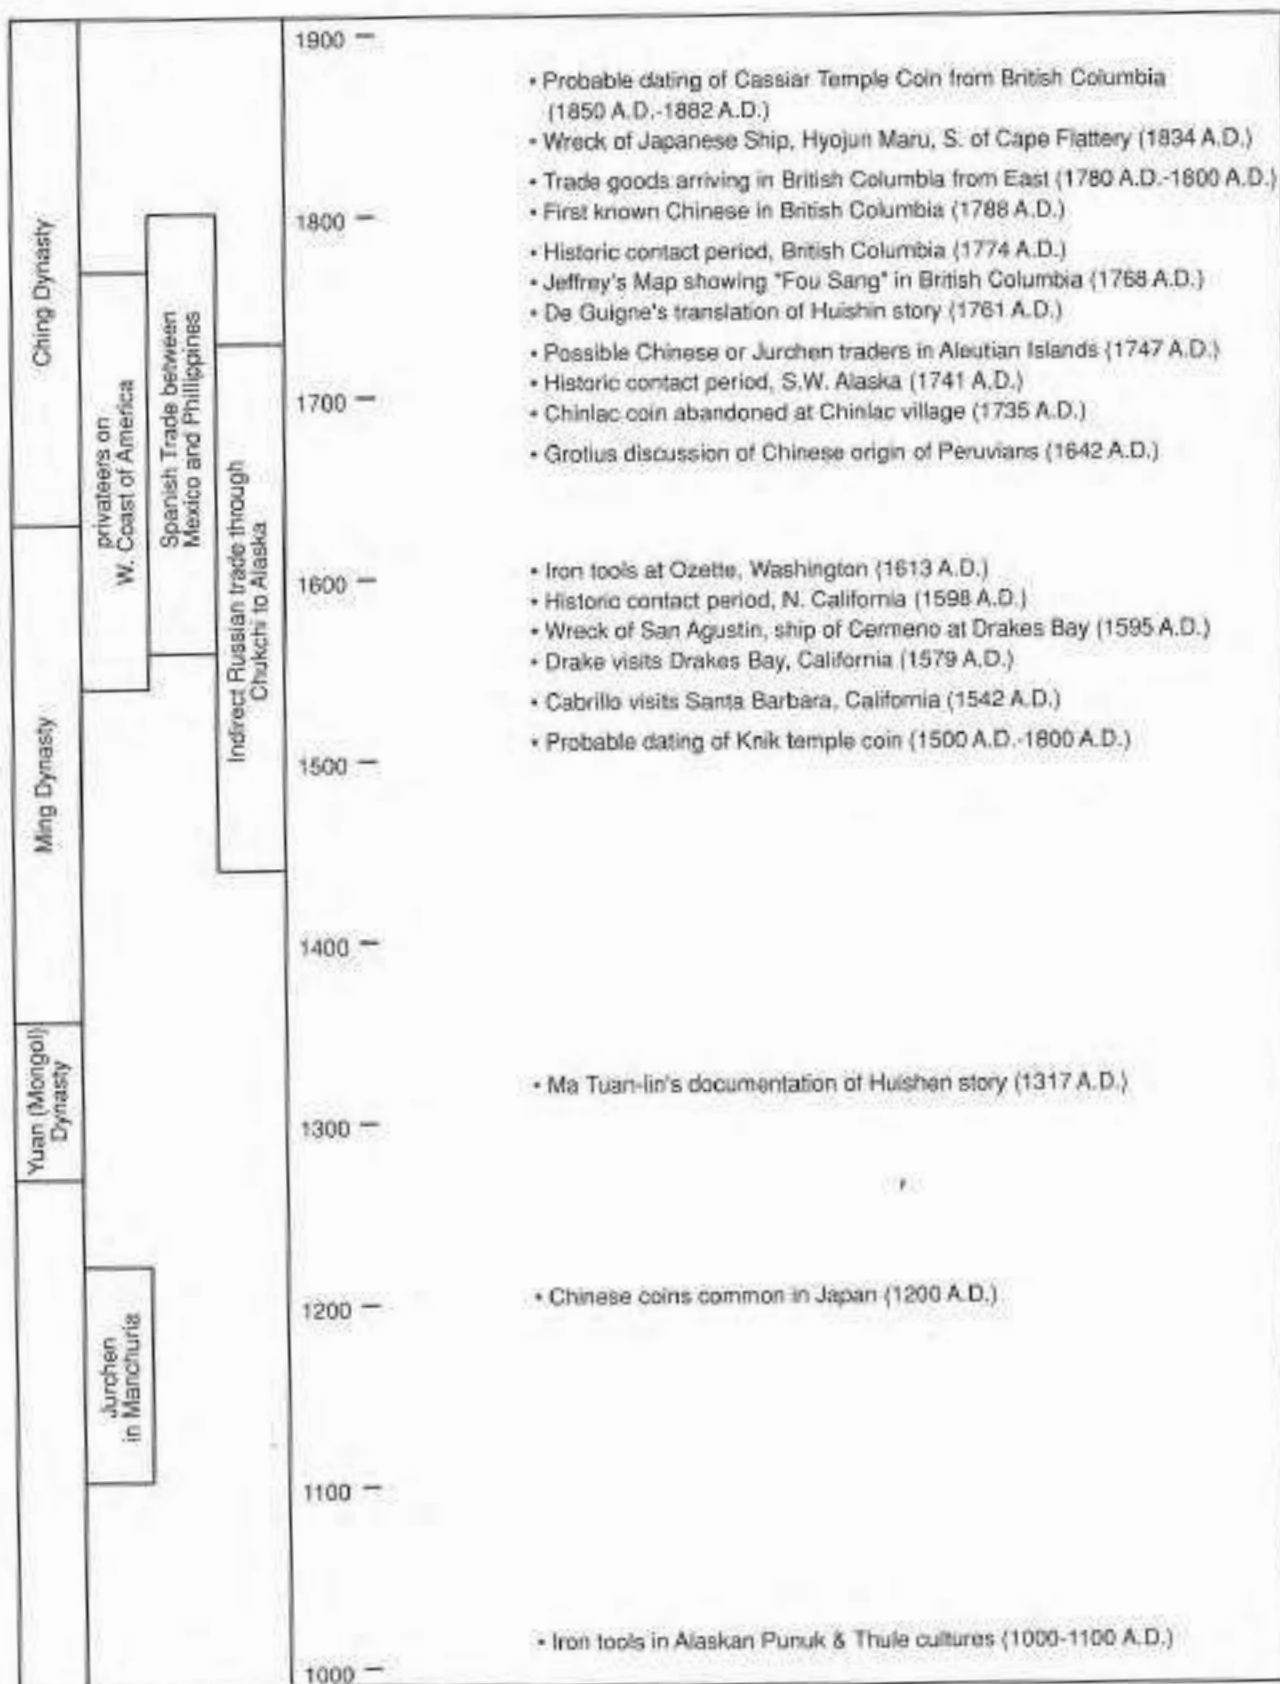 1900
• Probable dating of Cassiar Temple Coin from British Columbia
(1850 A.D.-1882 A.D.)
• Wreck of Japanese Ship, Hyojun Maru, S. of Cape Flattery (1834 A.D.)
• Trade goods arriving in British Columbia from East (1780 A.D.-1800 A.D.)
1800
• First known Chinese in British Columbia (1788 A.D.)
• Historic contact period, British Columbia (1774 A.D.)
• Jeffrey's Map showing "Fou Sang" in British Columbia (1768 A.D.)
• De Guigne's translation of Huishin story (1761 A.D.)
• Possible Chinese or Jurchen traders in Aleutian Islands (1747 A.D.)
• Historic contact period, S.W. Alaska (1741 A.D.)
1700
• Chinlac coin abandoned at Chinlac village (1735 A.D.)
• Grotius discussion of Chinese origin of Peruvians (1642 A.D.)
1600
• Iron tools at Ozette, Washington (1613 A.D.)
• Historic contact period, N. California (1598 A.D.)
• Wreck of San Agustin, ship of Cermeno at Drakes Bay (1595 A.D.)
• Drake visits Drakes Bay, California (1579 A.D.)
• Cabrillo visits Santa Barbara, California (1542 A.D.)
• Probable dating of Knik temple coin (1500 A.D.-1800 A.D.)
1500
1400
• Ma Tuan-lin's documentation of Huishen story (1317 A.D.)
1300
1200
• Chinese coins common in Japan (1200 A.D.)
1100
• Iron tools in Alaskan Punuk & Thule cultures (1000-1100 A.D.)
1000
Ching Dynasty
Ming Dynasty
Yuan (Mongol)
Dynasty
privateers on
W. Coast of America
Spanish Trade between
Mexico and Phillippines
Indirect Russian trade through
Chukchi to Alaska
Jurchen
in Manchuria